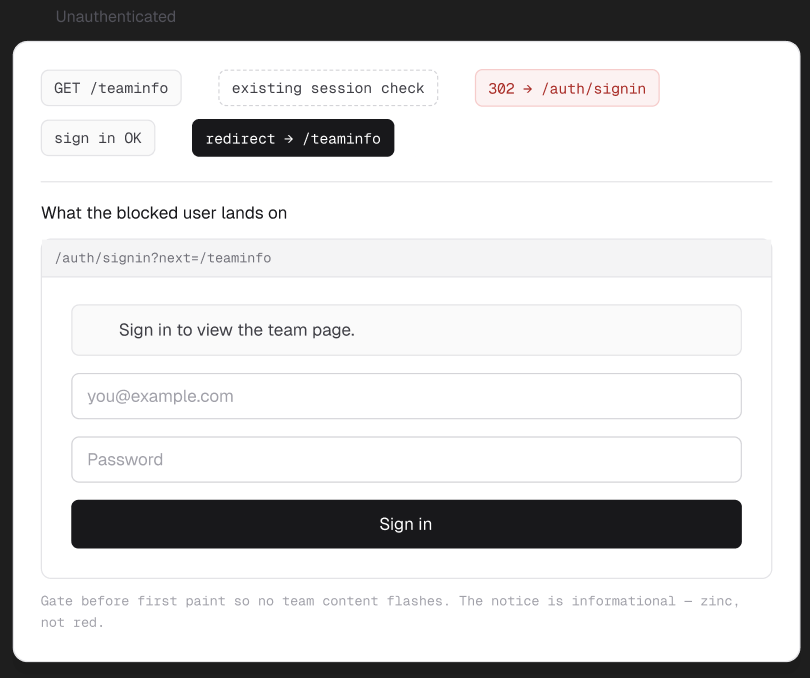 Unauthenticated
GET /teaminfo
existing session check
302 → /auth/signin
sign in OK
redirect → /teaminfo
What the blocked user lands on
/auth/signin?next=/teaminfo
Sign in to view the team page.
you@example.com
Password
Sign in
Gate before first paint so no team content flashes. The notice is informational — zinc,
not red.